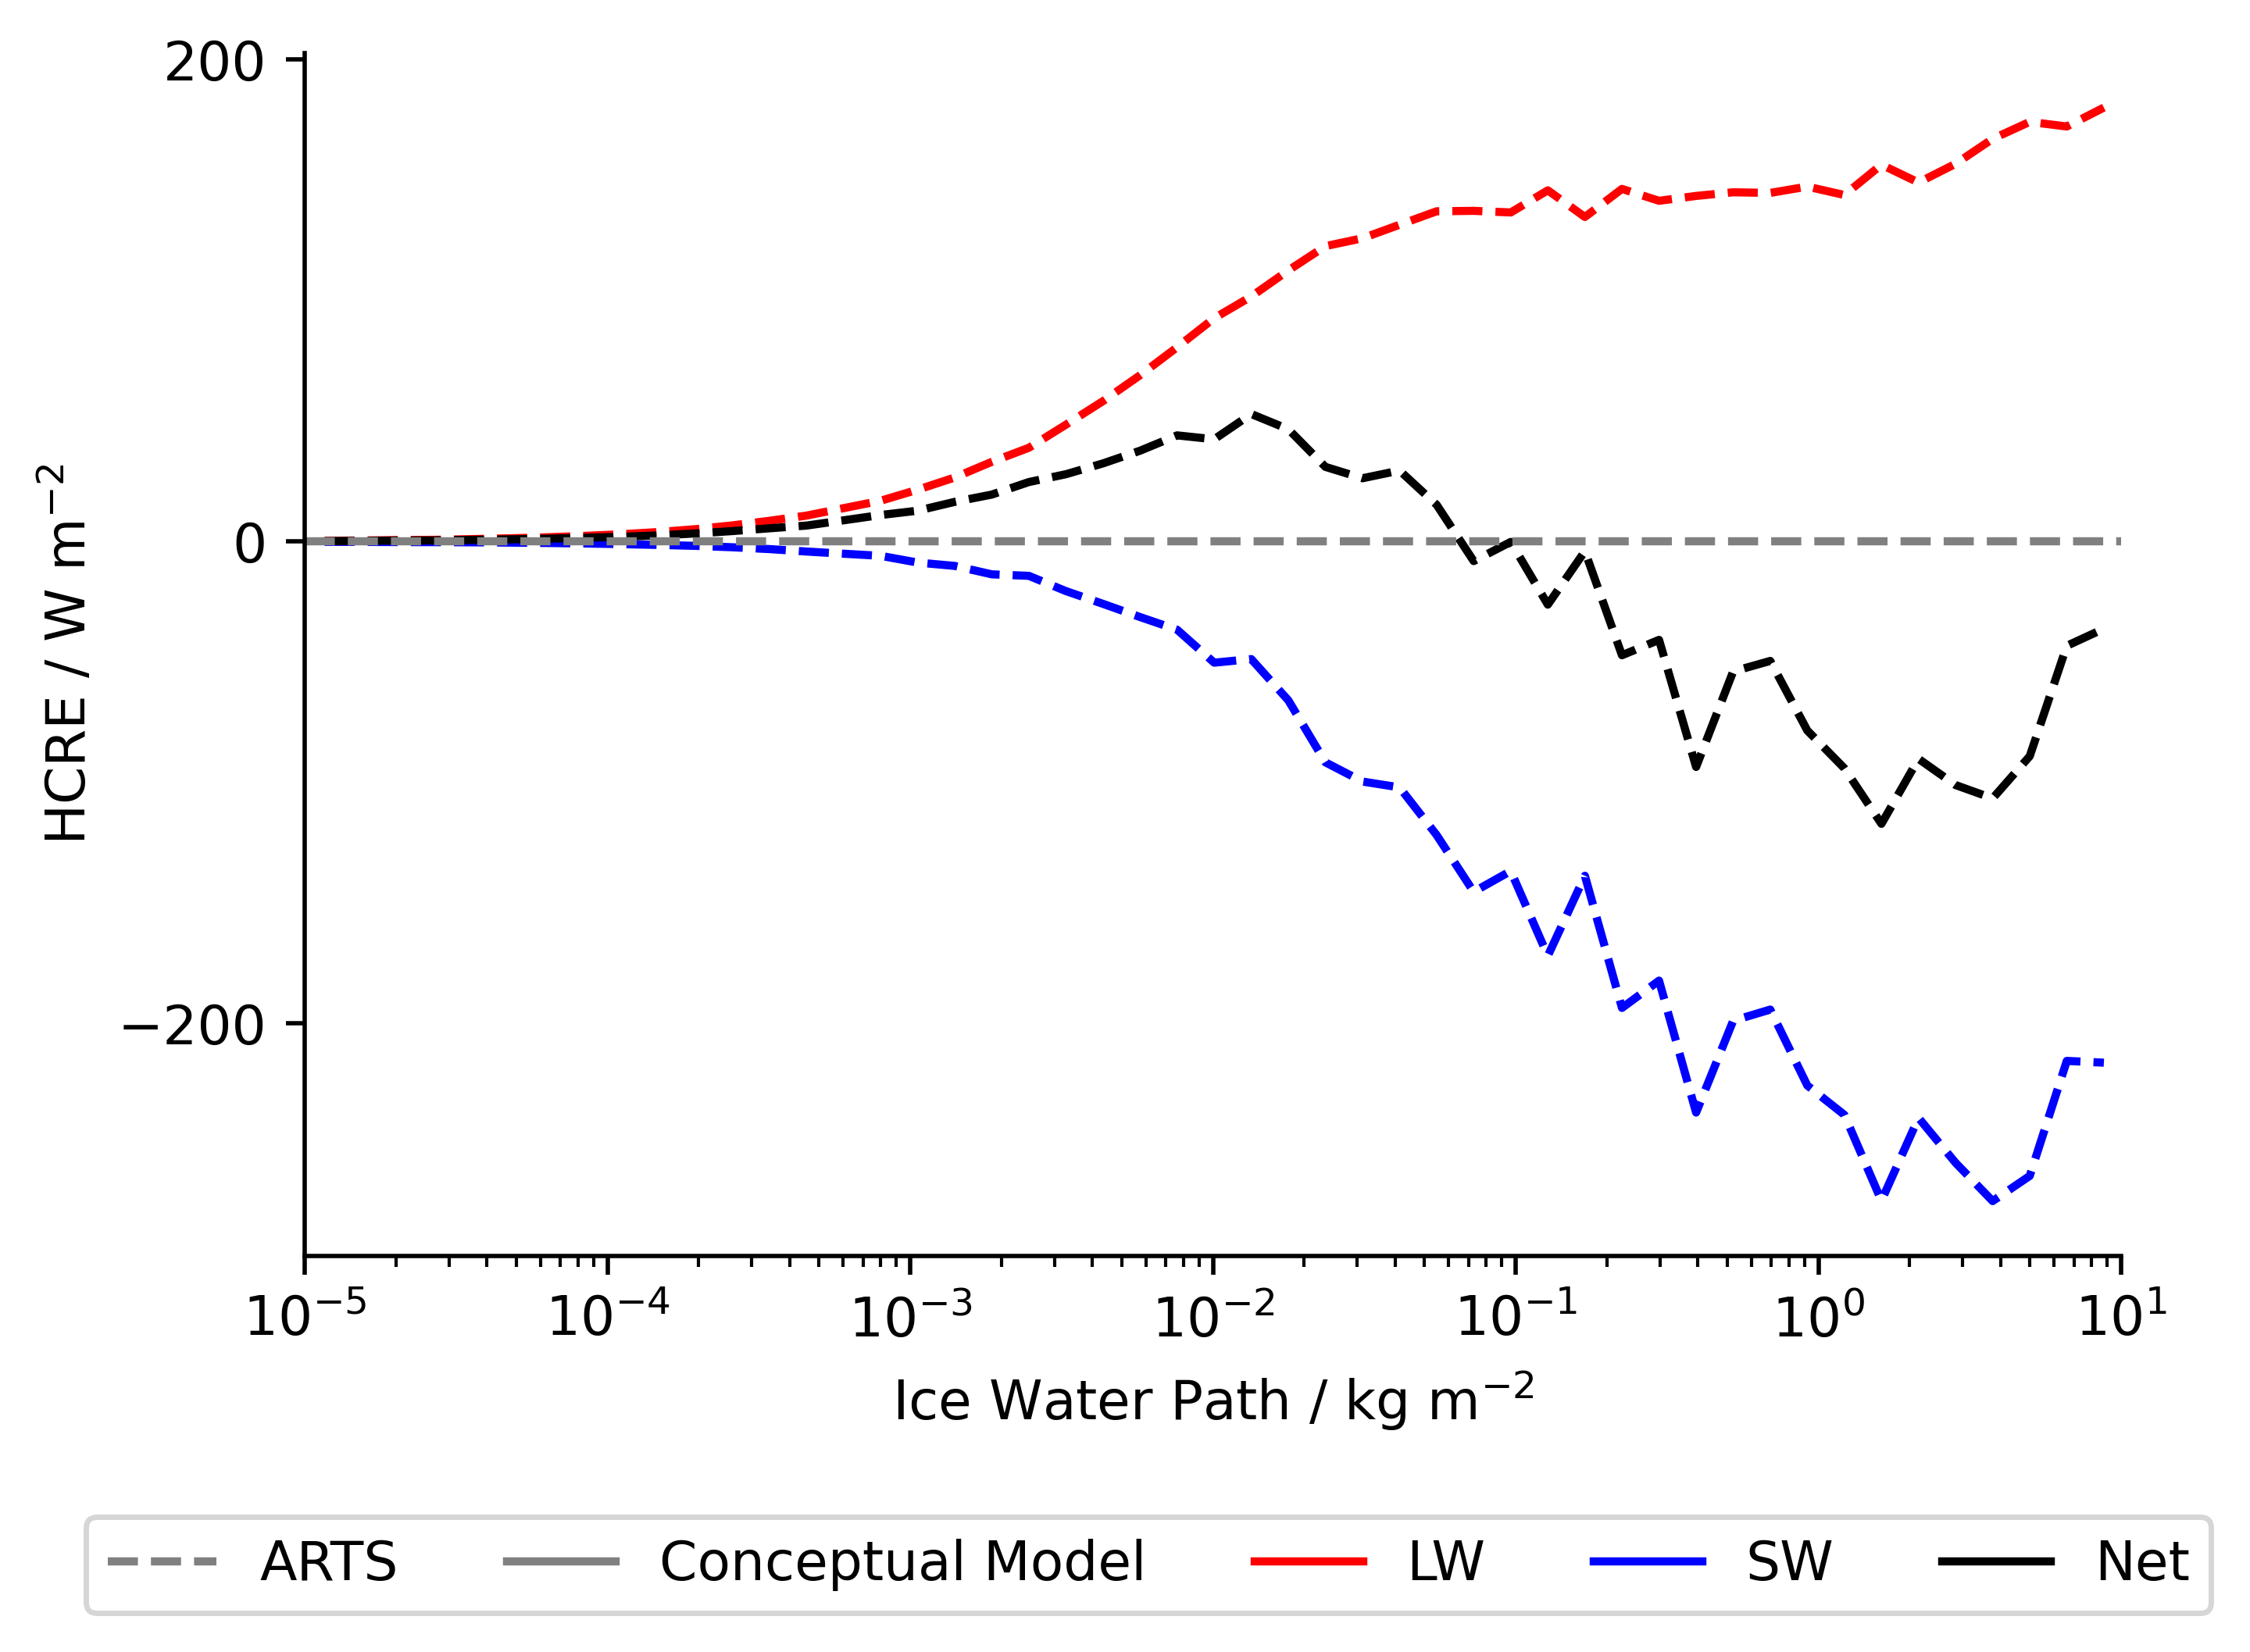 200
0
−200
HCRE / W m⁻²
10⁻⁵ 10⁻⁴ 10⁻³ 10⁻² 10⁻¹ 10⁰ 10¹
Ice Water Path / kg m⁻²
ARTS Conceptual Model LW SW Net